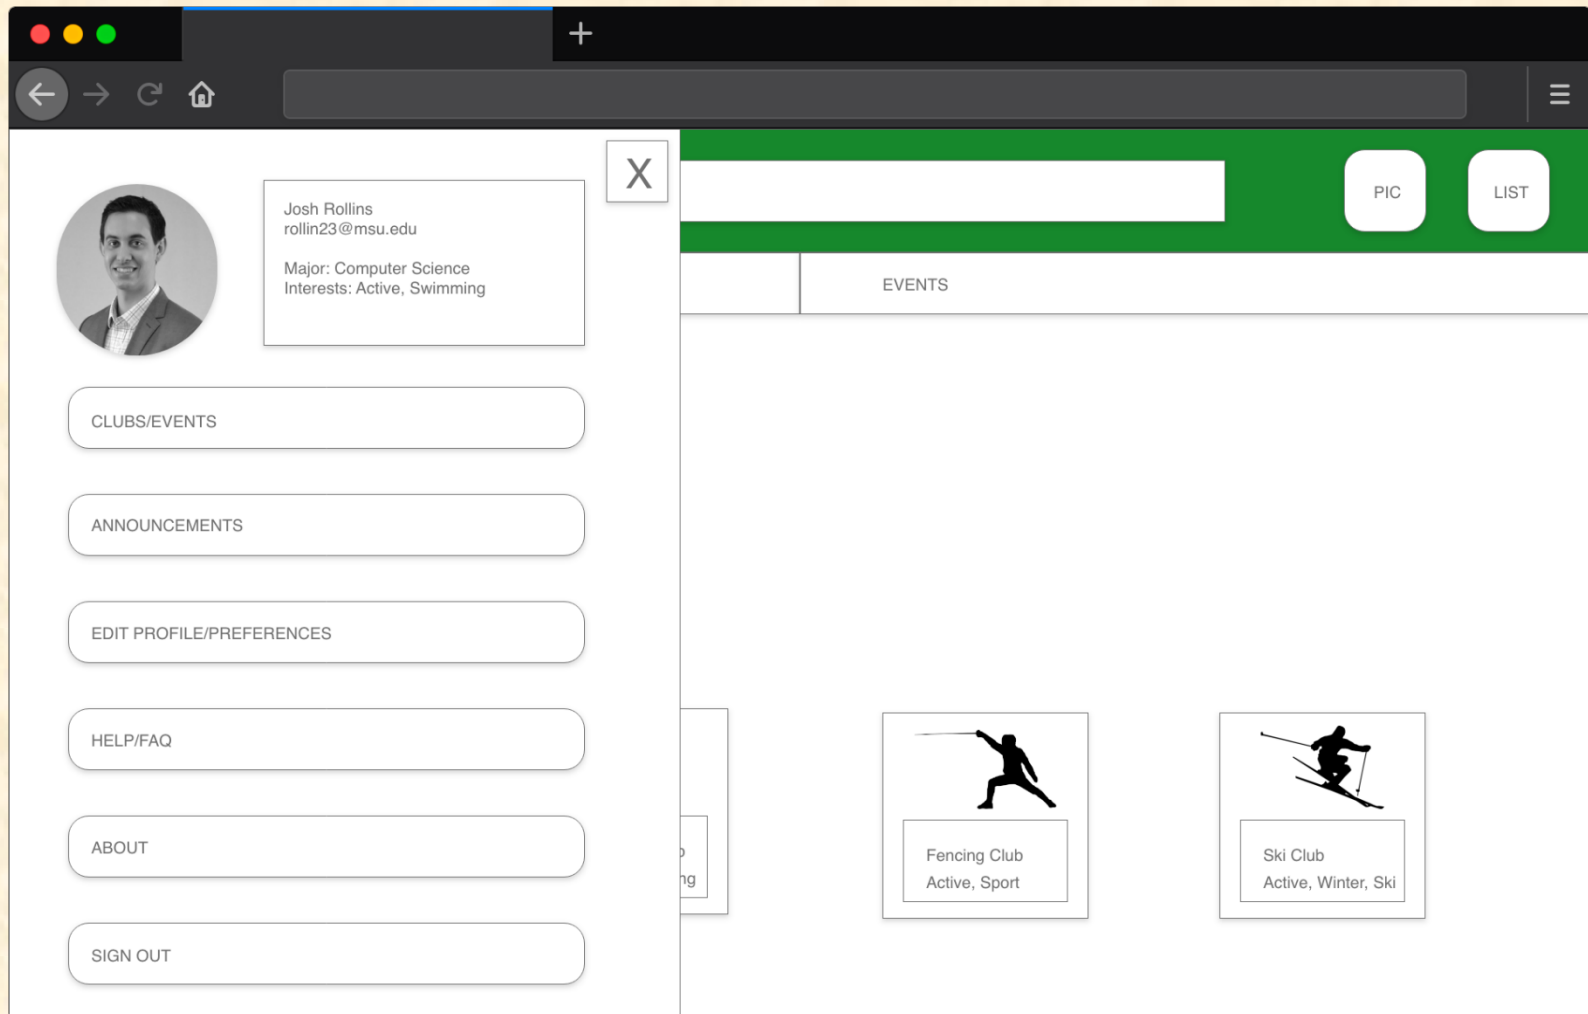 X
Josh Rollins
rollin23@msu.edu
Major: Computer Science
Interests: Active, Swimming
PIC
LIST
EVENTS
CLUBS/EVENTS
ANNOUNCEMENTS
EDIT PROFILE/PREFERENCES
HELP/FAQ
ABOUT
SIGN OUT
ng
Fencing Club
Active, Sport
Ski Club
Active, Winter, Ski